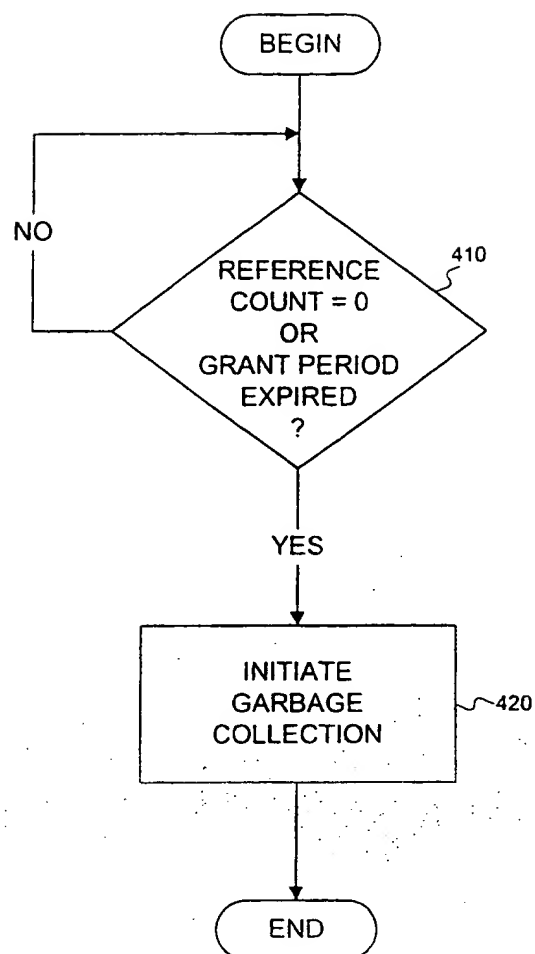 BEGIN
NO
REFERENCE
COUNT = 0
OR
GRANT PERIOD
EXPIRED
?
410
YES
INITIATE
GARBAGE
COLLECTION
420
END